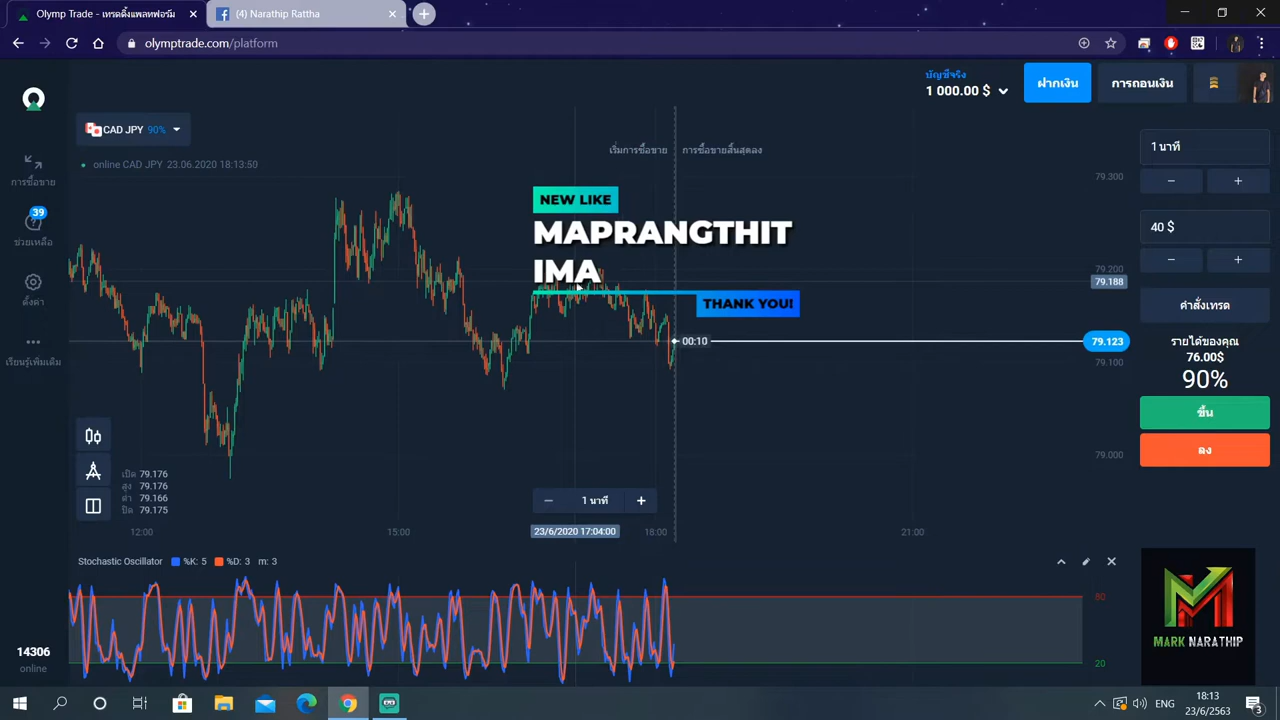 Olymp Trade - เทรดดิ้งแพลทฟอร์ม
(4) Narathip Rattha
olymptrade.com/platform
บัญชีจริง
1 000.00 $
ฝากเงิน
การถอนเงิน
CAD JPY 90%
online CAD JPY 23.06.2020 18:13:50
การซื้อขาย
39
ช่วยเหลือ
ตั้งค่า
เรียนรู้เพิ่มเติม
เริ่มการซื้อขาย
การซื้อขายสิ้นสุดลง
NEW LIKE
MAPRANGTHIT
IMA
THANK YOU!
00:10
79.300
79.200
79.188
79.123
79.100
79.000
1 นาที
− +
40 $
− +
คำสั่งเทรด
รายได้ของคุณ
76.00$
90%
ขึ้น
ลง
เปิด 79.176
สูง 79.176
ต่ำ 79.166
ปิด 79.175
− 1 นาที +
12:00
15:00
23/6/2020 17:04:00
18:00
21:00
Stochastic Oscillator %K: 5 %D: 3 m: 3
80
20
14306
online
MARK NARATHIP
ENG
18:13
23/6/2563
3